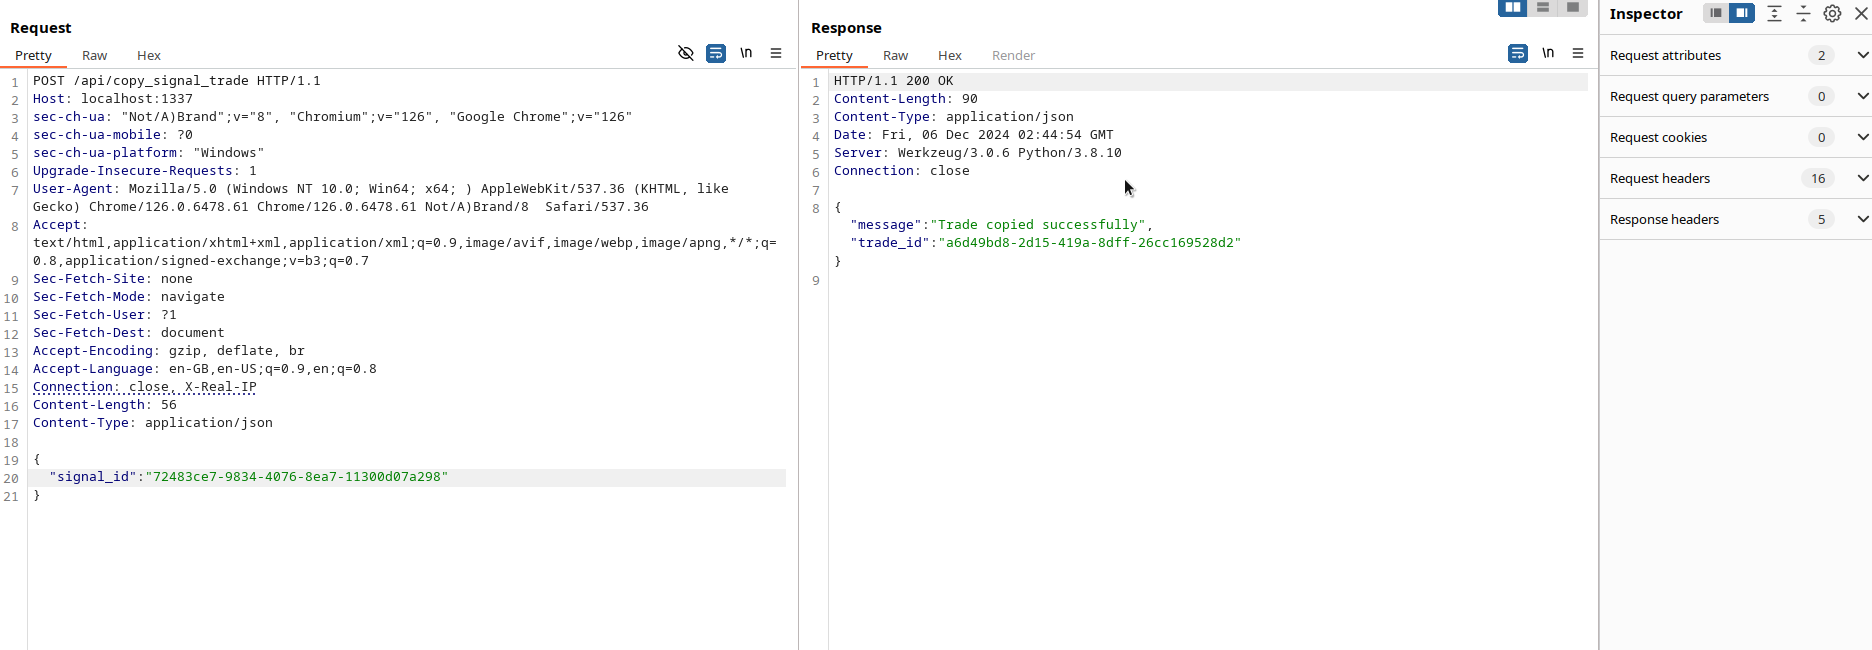 Request
Pretty Raw Hex \n
1 POST /api/copy_signal_trade HTTP/1.1
2 Host: localhost:1337
3 sec-ch-ua: "Not/A)Brand";v="8", "Chromium";v="126", "Google Chrome";v="126"
4 sec-ch-ua-mobile: ?0
5 sec-ch-ua-platform: "Windows"
6 Upgrade-Insecure-Requests: 1
7 User-Agent: Mozilla/5.0 (Windows NT 10.0; Win64; x64; ) AppleWebKit/537.36 (KHTML, like
Gecko) Chrome/126.0.6478.61 Chrome/126.0.6478.61 Not/A)Brand/8  Safari/537.36
8 Accept:
text/html,application/xhtml+xml,application/xml;q=0.9,image/avif,image/webp,image/apng,*/*;q=
0.8,application/signed-exchange;v=b3;q=0.7
9 Sec-Fetch-Site: none
10 Sec-Fetch-Mode: navigate
11 Sec-Fetch-User: ?1
12 Sec-Fetch-Dest: document
13 Accept-Encoding: gzip, deflate, br
14 Accept-Language: en-GB,en-US;q=0.9,en;q=0.8
15 Connection: close, X-Real-IP
16 Content-Length: 56
17 Content-Type: application/json
18
19 {
20 "signal_id":"72483ce7-9834-4076-8ea7-11300d07a298"
21 }
Response
Pretty Raw Hex Render \n
1 HTTP/1.1 200 OK
2 Content-Length: 90
3 Content-Type: application/json
4 Date: Fri, 06 Dec 2024 02:44:54 GMT
5 Server: Werkzeug/3.0.6 Python/3.8.10
6 Connection: close
7
8 {
"message":"Trade copied successfully",
"trade_id":"a6d49bd8-2d15-419a-8dff-26cc169528d2"
}
9
Inspector
Request attributes 2
Request query parameters 0
Request cookies 0
Request headers 16
Response headers 5